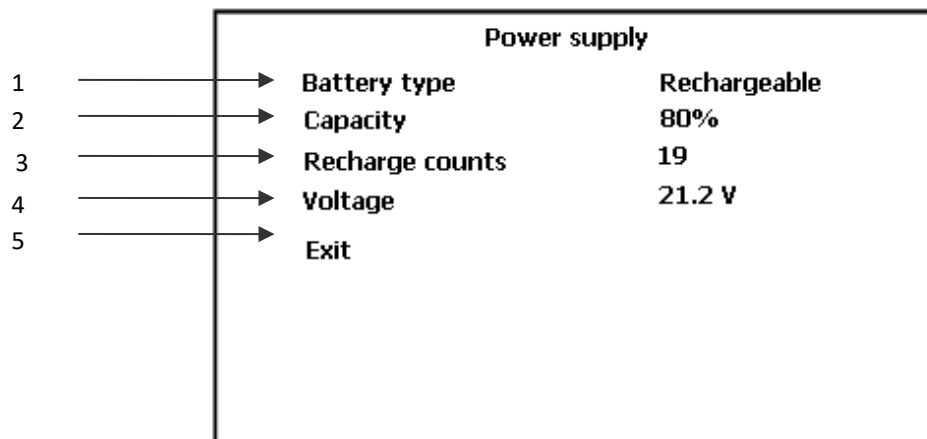 Power supply
1 Battery type Rechargeable
2 Capacity 80%
3 Recharge counts 19
4 Voltage 21.2 V
5 Exit